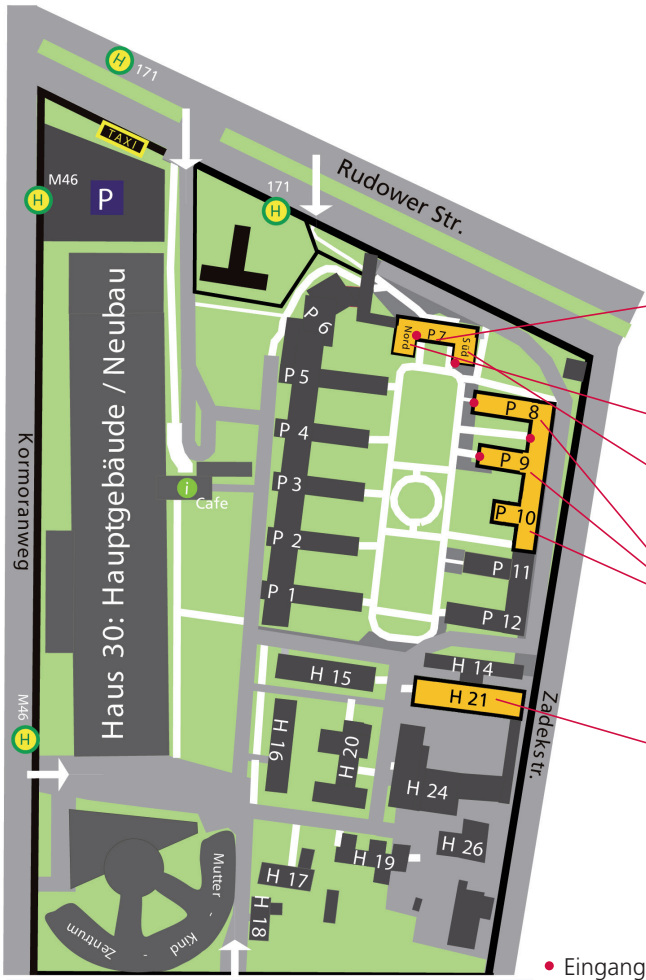 H
171
TAXI
M46
H
P
171
H
Rudower Str.
Haus 30: Hauptgebäude / Neubau
Kormoranweg
P 6
P 7
Nord
Süd
P 5
P 8
P 4
P 9
P 3
i
Cafe
P 10
P 2
P 11
P 1
P 12
H 15
H 14
H 21
Zadekstr.
M46
H
H 16
H 20
H 24
H 26
H 19
H 17
H 18
Mutter
-
Kind
-
Zentrum
Eingang